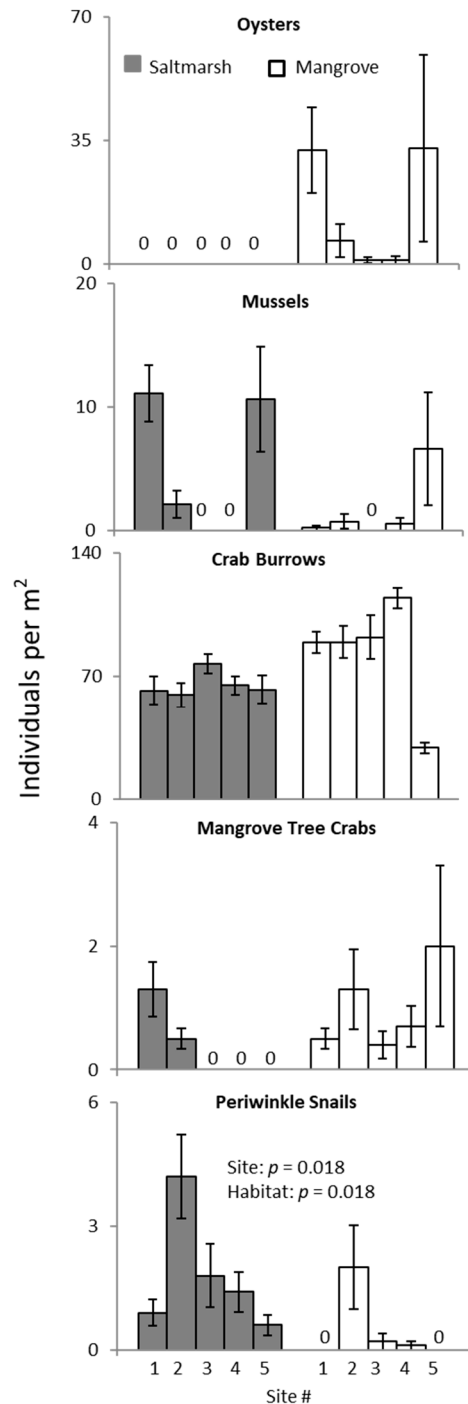 Oysters
70
Saltmarsh Mangrove
35
0 0 0 0 0
0
Mussels
20
10
0 0 0
0
Crab Burrows
140
70
0
Mangrove Tree Crabs
4
2
0 0 0
0
Periwinkle Snails
6
Site: p = 0.018
Habitat: p = 0.018
3
0 0
0
1 2 3 4 5 1 2 3 4 5
Site #
Individuals per m²